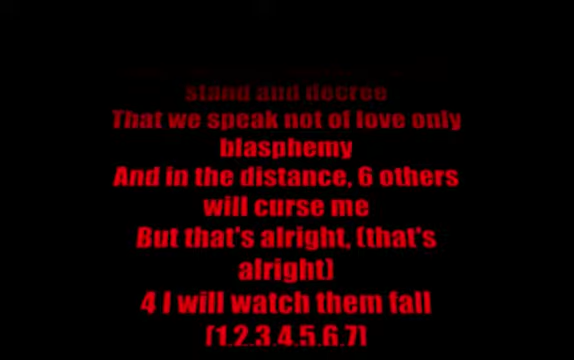 stand and decree
That we speak not of love only
blasphemy
And in the distance, 6 others
will curse me
But that's alright, (that's
alright)
4 I will watch them fall
(1,2,3,4,5,6,7)